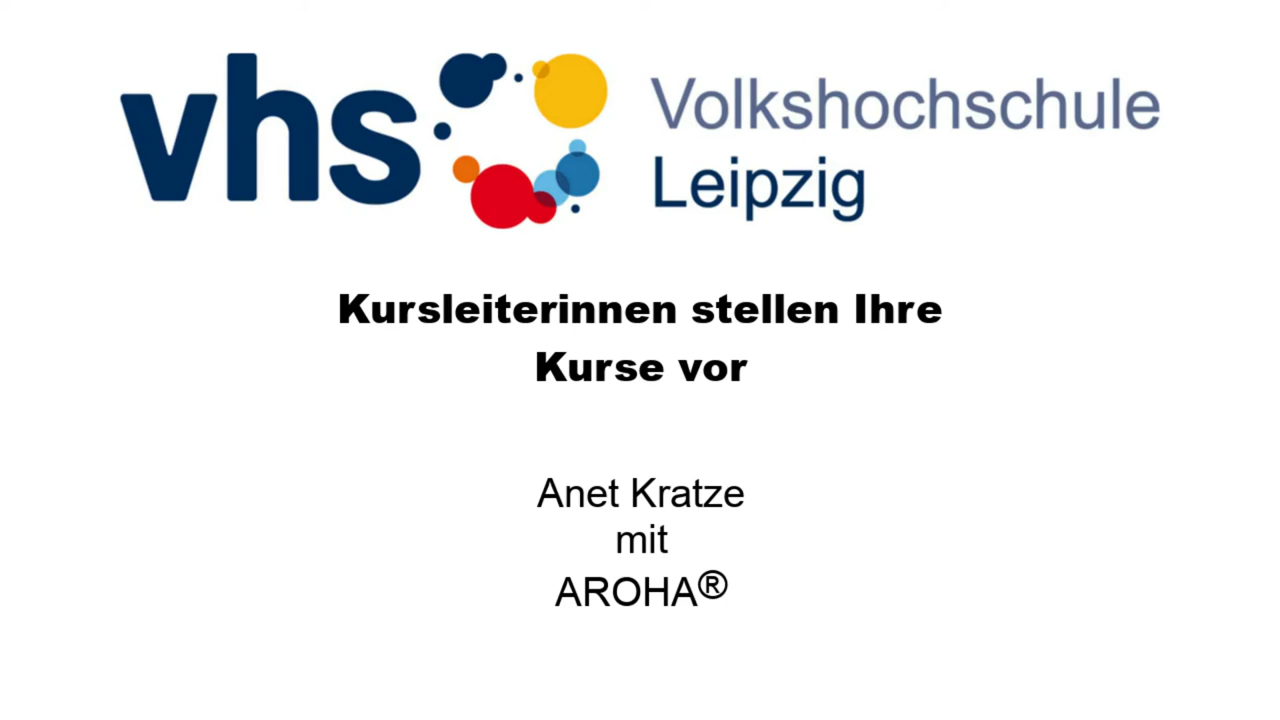 vhs
Volkshochschule
Leipzig
Kursleiterinnen stellen Ihre
Kurse vor
Anet Kratze
mit
AROHA®